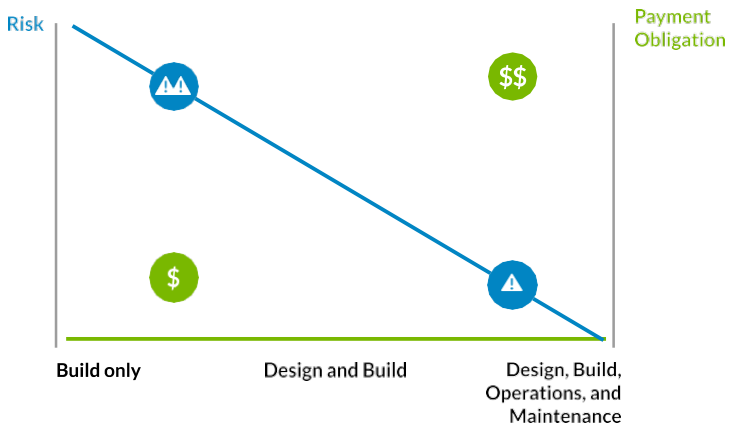 Risk
Payment
Obligation
$$
$
Build only
Design and Build
Design, Build,
Operations, and
Maintenance